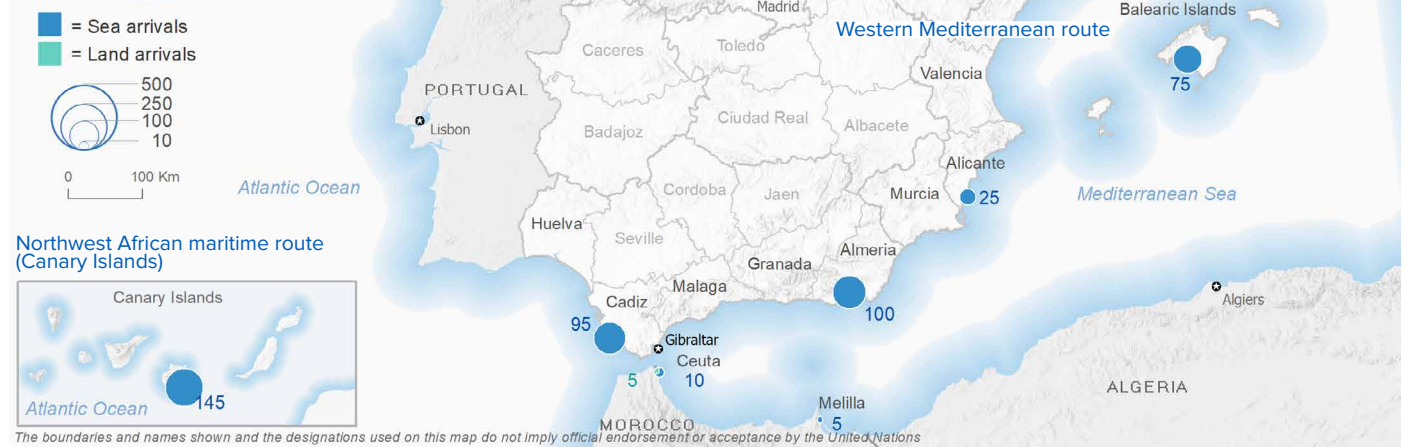 = Sea arrivals
= Land arrivals
500
250
100
10
0 100 Km
Madrid
Caceres
Toledo
Western Mediterranean route
Balearic Islands
75
Valencia
PORTUGAL
Lisbon
Badajoz
Ciudad Real
Albacete
Atlantic Ocean
Alicante
25
Mediterranean Sea
Cordoba
Jaen
Murcia
Huelva
Seville
Almeria
Granada
Malaga
Cadiz
100
95
Gibraltar
Ceuta
5
10
Algiers
ALGERIA
Melilla
5
MOROCCO
Northwest African maritime route
(Canary Islands)
Canary Islands
145
Atlantic Ocean
The boundaries and names shown and the designations used on this map do not imply official endorsement or acceptance by the United Nations